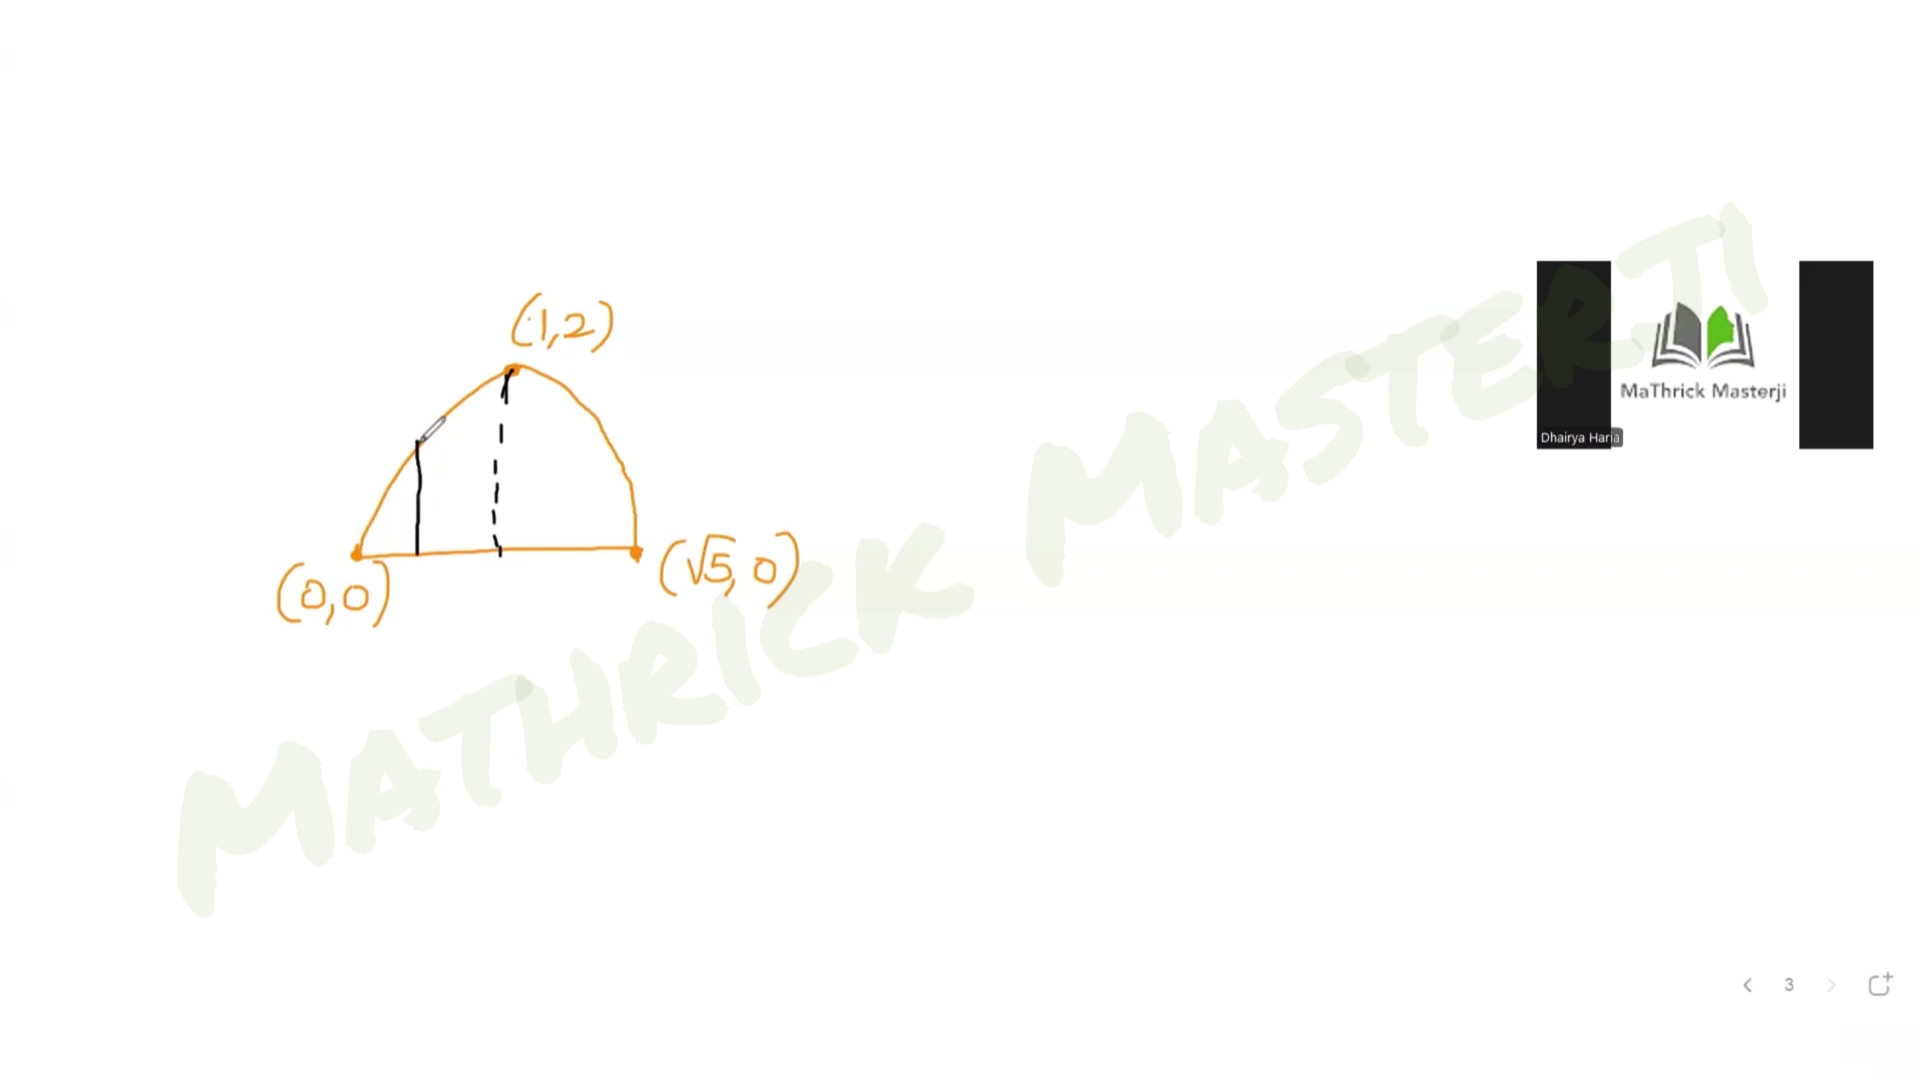 (1,2)
(0,0)
(√5,0)
MATHRICK MASTERJI
MaThrick Masterji
Dhairya Haria
3